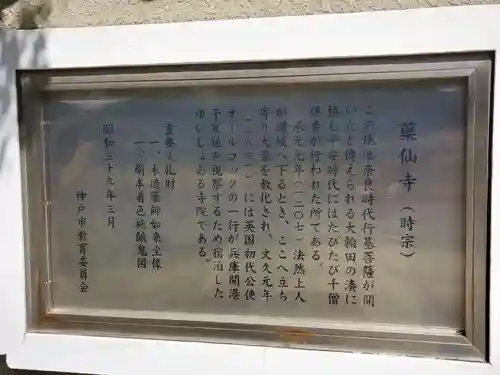 薬仙寺(時宗)
この地は奈良時代行基菩薩が開
いたと傳えられる大輪田の湊に
臨し平安時代にはたびたび千僧
供養が行われた所である。
承元元年(一二〇七)法然上人
が讃岐へ下るとき、ここへ立ち
寄り大衆を教化され、文久元年
(一八六一)には英国初代公使
オールコックの一行が兵庫開港
予定地を視察するため宿泊した
ゆいしょある寺院である。
重要文化財
一、木造薬師如来坐像
一、絹本着色施餓鬼図
昭和三十九年三月
神戸市教育委員会